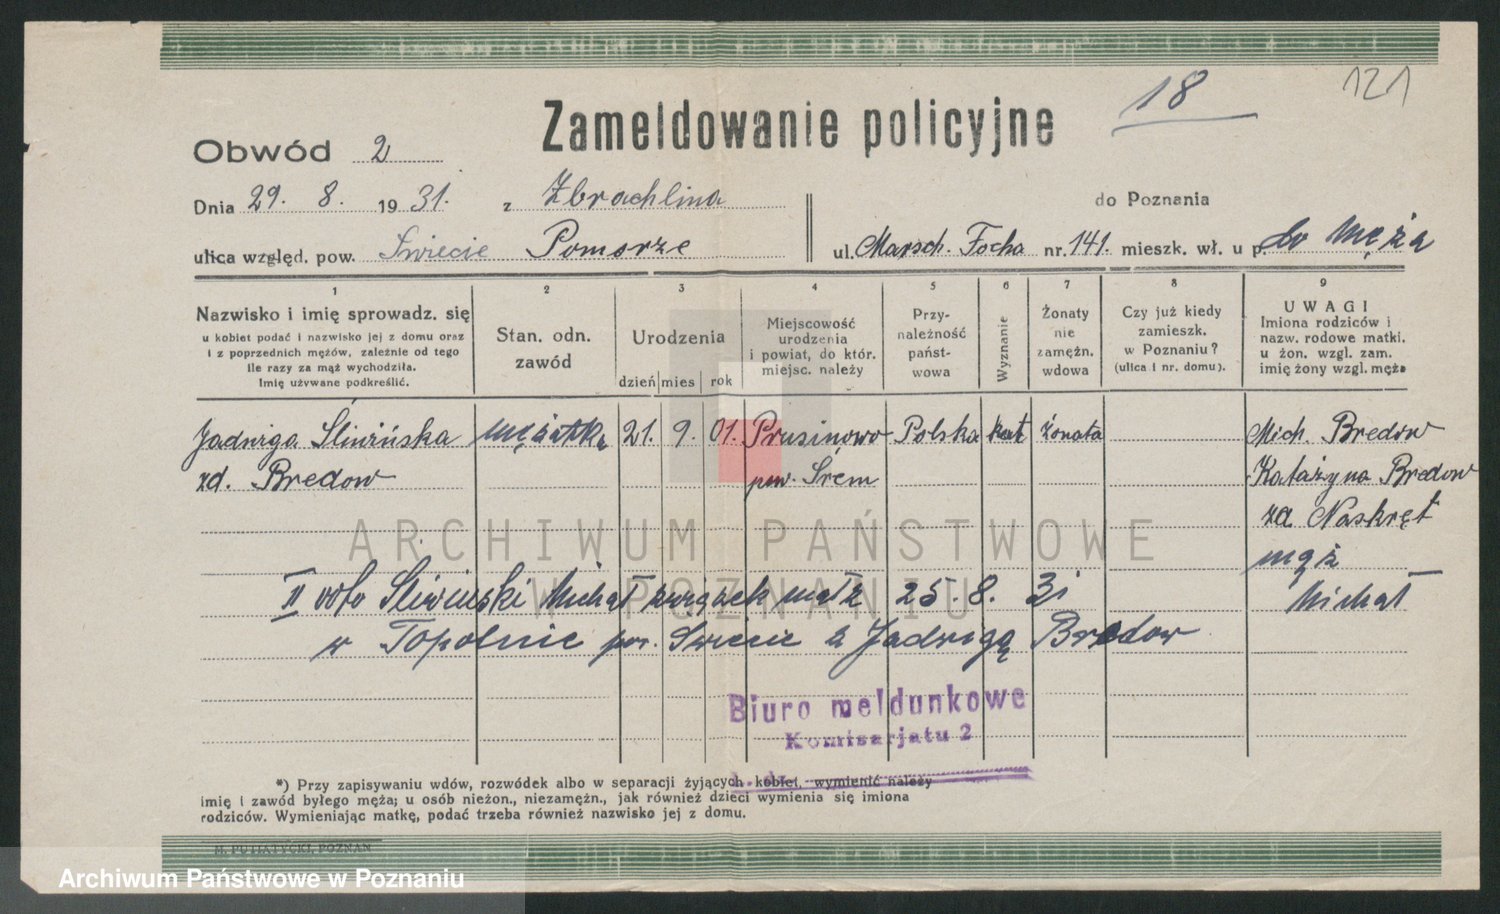 18
121
Zameldowanie policyjne
Obwód 2
Dnia 29. 8. 1931. z Zbrachlina do Poznania
ulica względ. pow. Świecie Pomorze ul. Marsch. Focha nr. 141. mieszk. wł. u p. do męża
1 2 3 4 5 6 7 8 9
Nazwisko i imię sprowadz. się
u kobiet podać i nazwisko jej z domu oraz
i z poprzednich mężów, zależnie od tego
ile razy za mąż wychodziła.
Imię używane podkreślić.
Stan. odn.
zawód
Urodzenia
dzień mies rok
Miejscowość
urodzenia
i powiat, do któr.
miejsc. należy
Przy-
należność
państ-
wowa
Wyznanie
Żonaty
nie
zamężn.
wdowa
Czy już kiedy
zamieszk.
w Poznaniu?
(ulica i nr. domu).
UWAGI
Imiona rodziców i
nazw. rodowe matki.
u żon. wzgl. zam.
imię żony wzgl. męża
Jadwiga Śliwińska mężatka 21. 9. 01. Prusinowo Polska kat żonata Mich. Bredow
zd. Bredow pow. Śrem Katażyna Bredow
za Naskręt
mąż
Michał
II voto Śliwiński Michał związek małż 25. 8. 31
w Topolnie pow. Świecie z Jadwigą Bredow
Biuro meldunkowe
Komisarjatu 2
*) Przy zapisywaniu wdów, rozwódek albo w separacji żyjących kobiet, wymienić należy
imię i zawód byłego męża; u osób nieżon., niezamężn., jak również dzieci wymienia się imiona
rodziców. Wymieniając matkę, podać trzeba również nazwisko jej z domu.
ARCHIWUM PAŃSTWOWE
W POZNANIU
Archiwum Państwowe w Poznaniu